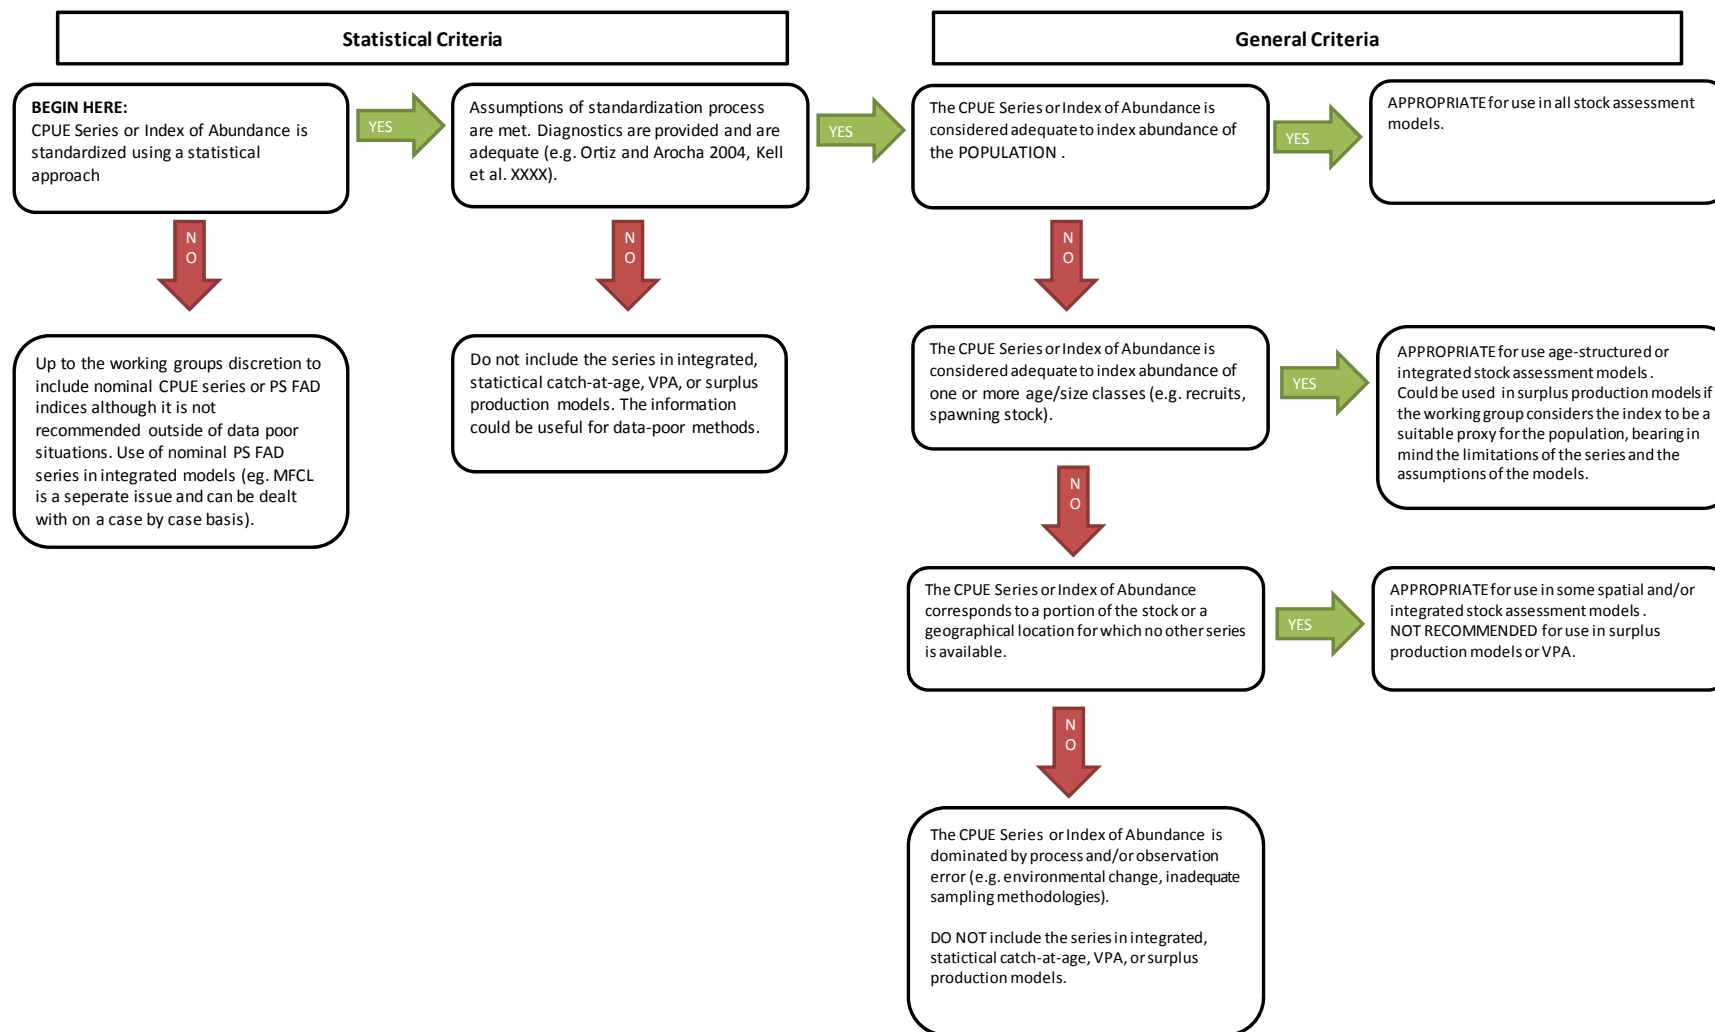 Statistical Criteria
General Criteria
BEGIN HERE:
CPUE Series or Index of Abundance is
standardized using a statistical
approach
YES
Assumptions of standardization process
are met. Diagnostics are provided and are
adequate (e.g. Ortiz and Arocha 2004, Kell
et al. XXXX).
YES
The CPUE Series or Index of Abundance is
considered adequate to index abundance of
the POPULATION .
YES
APPROPRIATE for use in all stock assessment
models.
N
O
N
O
N
O
Up to the working groups discretion to
include nominal CPUE series or PS FAD
indices although it is not
recommended outside of data poor
situations. Use of nominal PS FAD
series in integrated models (eg. MFCL
is a seperate issue and can be dealt
with on a case by case basis).
Do not include the series in integrated,
statictical catch-at-age, VPA, or surplus
production models. The information
could be useful for data-poor methods.
The CPUE Series or Index of Abundance is
considered adequate to index abundance of
one or more age/size classes (e.g. recruits,
spawning stock).
YES
APPROPRIATE for use age-structured or
integrated stock assessment models .
Could be used in surplus production models if
the working group considers the index to be a
suitable proxy for the population, bearing in
mind the limitations of the series and the
assumptions of the models.
N
O
The CPUE Series or Index of Abundance
corresponds to a portion of the stock or a
geographical location for which no other series
is available.
YES
APPROPRIATE for use in some spatial and/or
integrated stock assessment models .
NOT RECOMMENDED for use in surplus
production models or VPA.
N
O
The CPUE Series or Index of Abundance is
dominated by process and/or observation
error (e.g. environmental change, inadequate
sampling methodologies).
DO NOT include the series in integrated,
statictical catch-at-age, VPA, or surplus
production models.